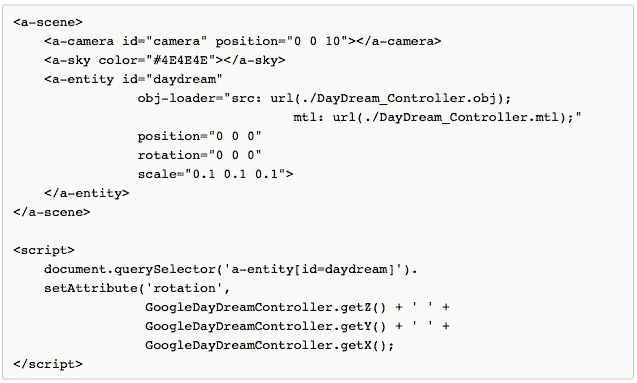 <a-scene>
<a-camera id="camera" position="0 0 10"></a-camera>
<a-sky color="#4E4E4E"></a-sky>
<a-entity id="daydream"
obj-loader="src: url(./DayDream_Controller.obj);
mtl: url(./DayDream_Controller.mtl);"
position="0 0 0"
rotation="0 0 0"
scale="0.1 0.1 0.1">
</a-entity>
</a-scene>
<script>
document.querySelector('a-entity[id=daydream]').
setAttribute('rotation',
GoogleDayDreamController.getZ() + ' ' +
GoogleDayDreamController.getY() + ' ' +
GoogleDayDreamController.getX();
</script>